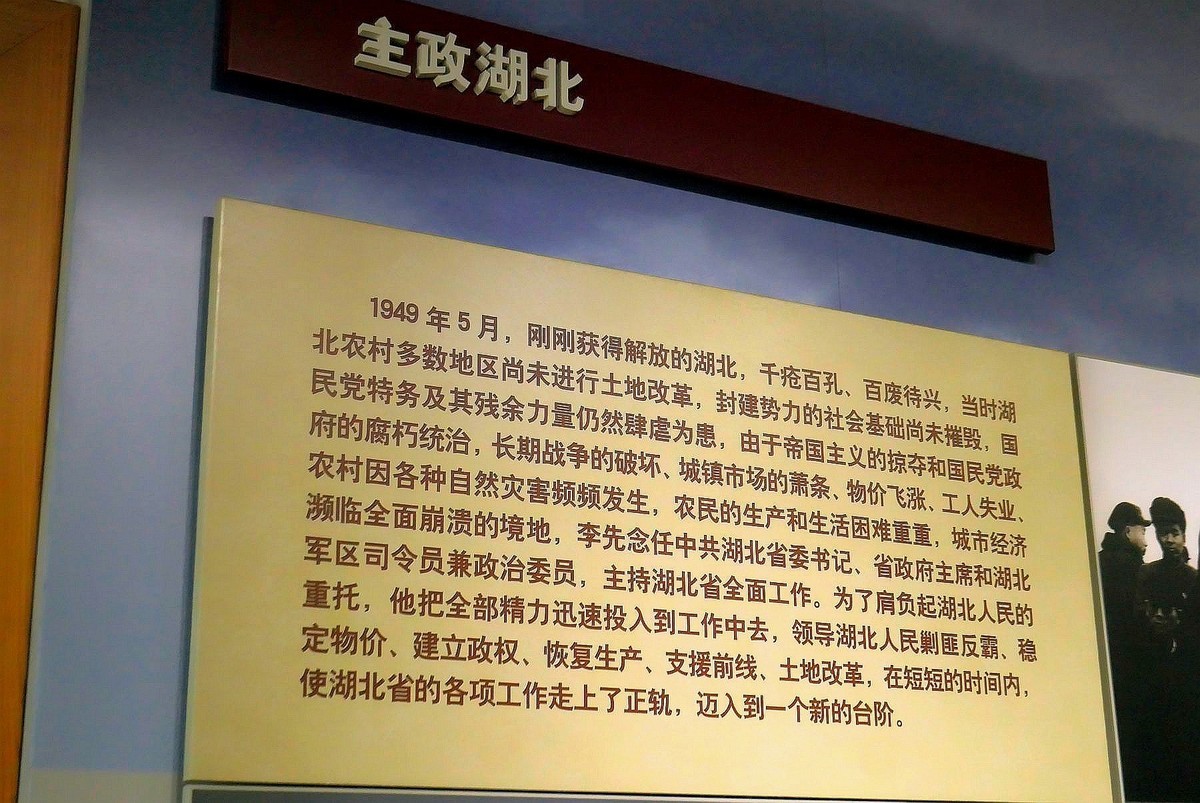 主政湖北
1949年5月，刚刚获得解放的湖北，千疮百孔、百废待兴，当时湖
北农村多数地区尚未进行土地改革，封建势力的社会基础尚未摧毁，国
民党特务及其残余力量仍然肆虐为患，由于帝国主义的掠夺和国民党政
府的腐朽统治，长期战争的破坏、城镇市场的萧条、物价飞涨、工人失业、
农村因各种自然灾害频频发生，农民的生产和生活困难重重，城市经济
濒临全面崩溃的境地，李先念任中共湖北省委书记、省政府主席和湖北
军区司令员兼政治委员，主持湖北省全面工作。为了肩负起湖北人民的
重托，他把全部精力迅速投入到工作中去，领导湖北人民剿匪反霸、稳
定物价、建立政权、恢复生产、支援前线、土地改革，在短短的时间内，
使湖北省的各项工作走上了正轨，迈入到一个新的台阶。